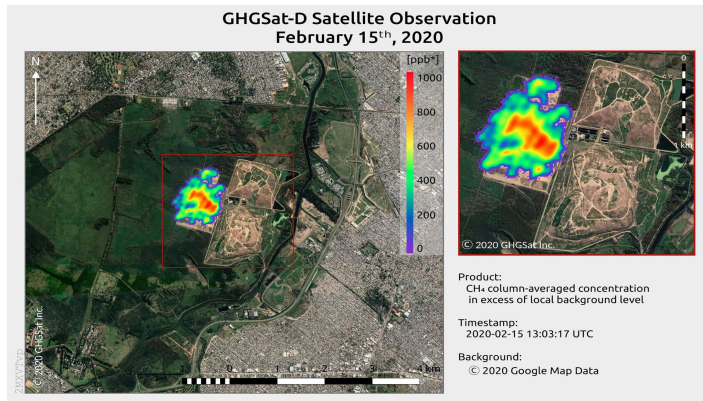 GHGSat-D Satellite Observation
February 15ᵗʰ, 2020
N
[ppb*]
1000
800
600
400
200
0
© 2020 GHGSat Inc.
1 0 1 2 3 4 km
0
1 km
© 2020 GHGSat Inc.
Product:
CH₄ column-averaged concentration
in excess of local background level
Timestamp:
2020-02-15 13:03:17 UTC
Background:
© 2020 Google Map Data